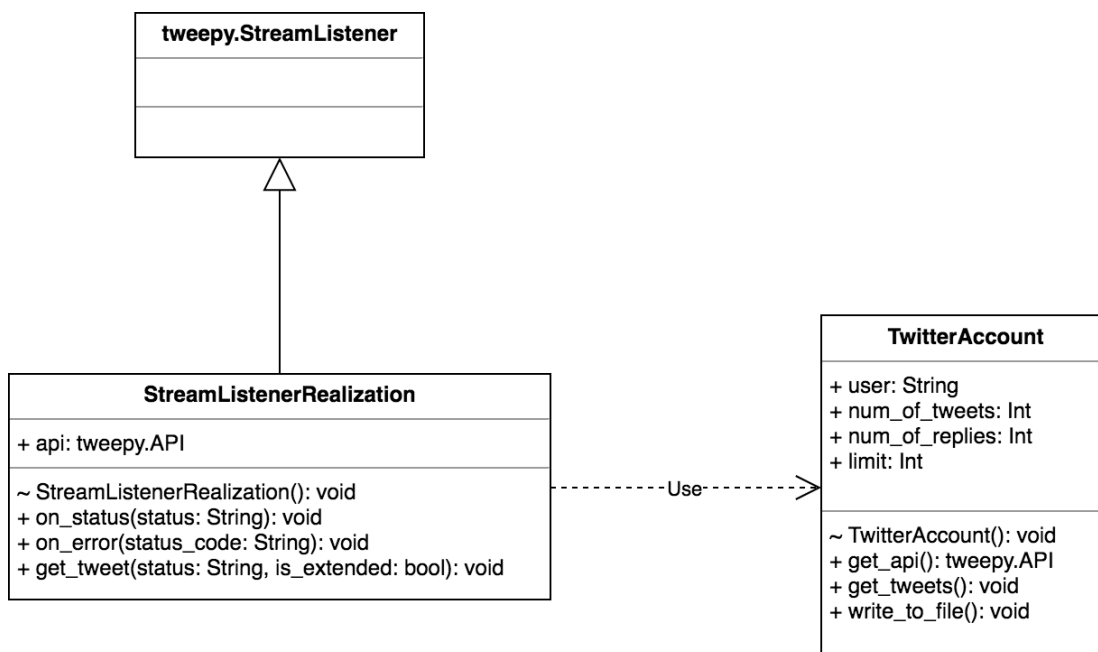 tweepy.StreamListener
StreamListenerRealization
+ api: tweepy.API
~ StreamListenerRealization(): void
+ on_status(status: String): void
+ on_error(status_code: String): void
+ get_tweet(status: String, is_extended: bool): void
Use
TwitterAccount
+ user: String
+ num_of_tweets: Int
+ num_of_replies: Int
+ limit: Int
~ TwitterAccount(): void
+ get_api(): tweepy.API
+ get_tweets(): void
+ write_to_file(): void